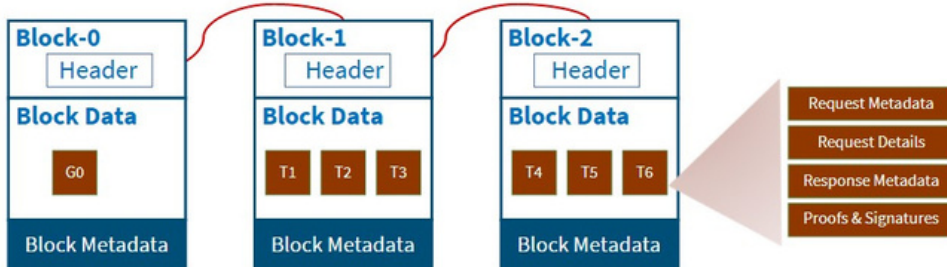 Block-0
Header
Block Data
G0
Block Metadata
Block-1
Header
Block Data
T1 T2 T3
Block Metadata
Block-2
Header
Block Data
T4 T5 T6
Block Metadata
Request Metadata
Request Details
Response Metadata
Proofs & Signatures